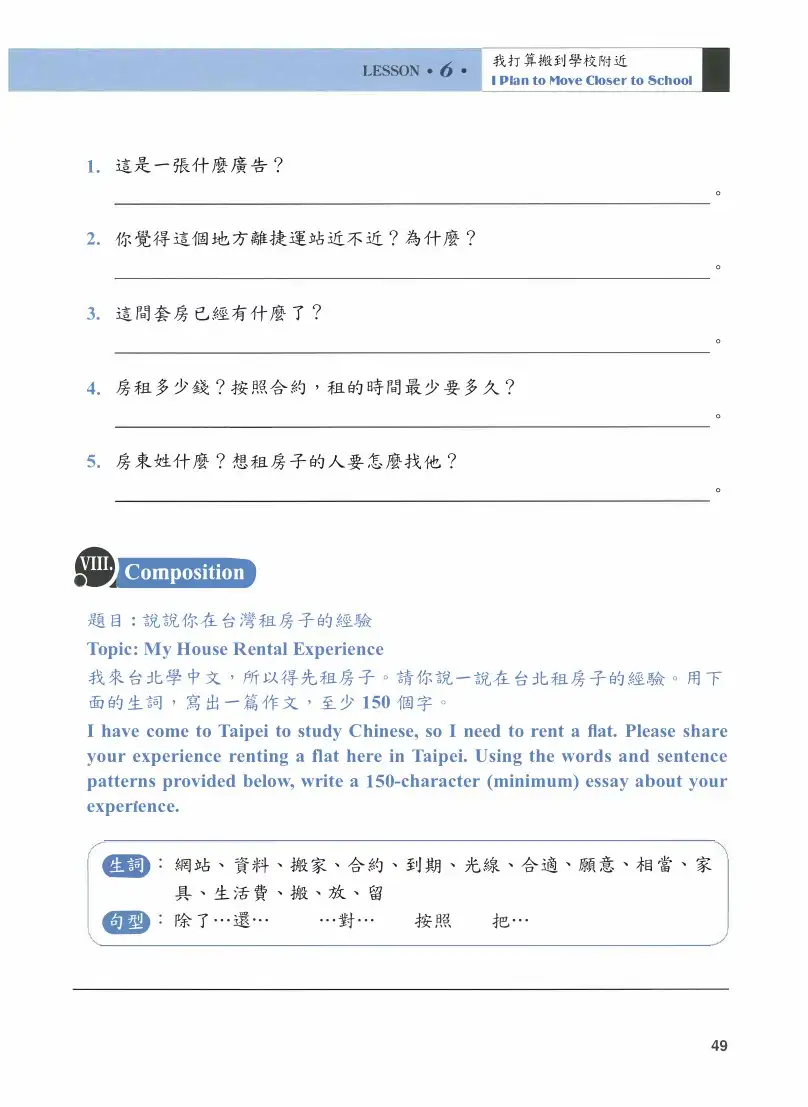 LESSON • 6 •
我打算搬到學校附近
I Plan to Move Closer to School
1. 這是一張什麼廣告？
。
2. 你覺得這個地方離捷運站近不近？為什麼？
。
3. 這間套房已經有什麼了？
。
4. 房租多少錢？按照合約，租的時間最少要多久？
。
5. 房東姓什麼？想租房子的人要怎麼找他？
。
VIII. Composition
題目：說說你在台灣租房子的經驗
Topic: My House Rental Experience
我來台北學中文，所以得先租房子。請你說一說在台北租房子的經驗。用下
面的生詞，寫出一篇作文，至少 150 個字。
I have come to Taipei to study Chinese, so I need to rent a flat. Please share
your experience renting a flat here in Taipei. Using the words and sentence
patterns provided below, write a 150-character (minimum) essay about your
experience.
生詞：網站、資料、搬家、合約、到期、光線、合適、願意、相當、家
具、生活費、搬、放、留
句型：除了…還… …對… 按照 把…
49